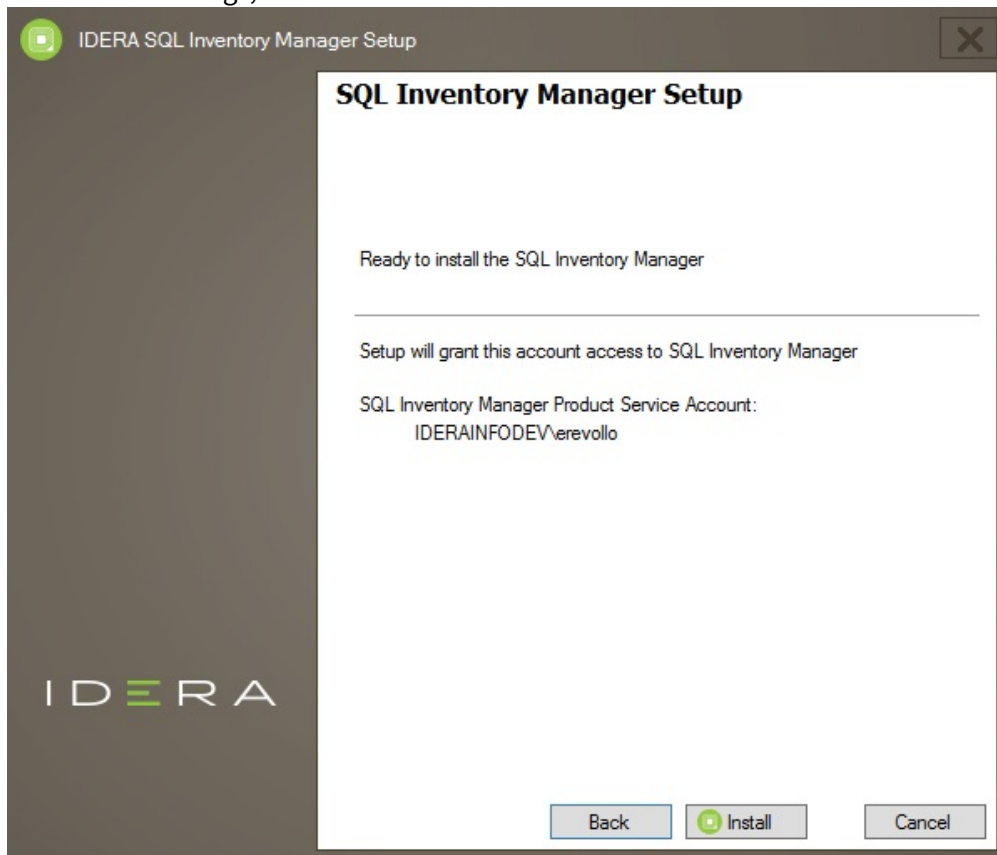 IDERA SQL Inventory Manager Setup
SQL Inventory Manager Setup
Ready to install the SQL Inventory Manager
Setup will grant this account access to SQL Inventory Manager
SQL Inventory Manager Product Service Account:
IDERAINFODEV\erevollo
IDERA
Back Install Cancel